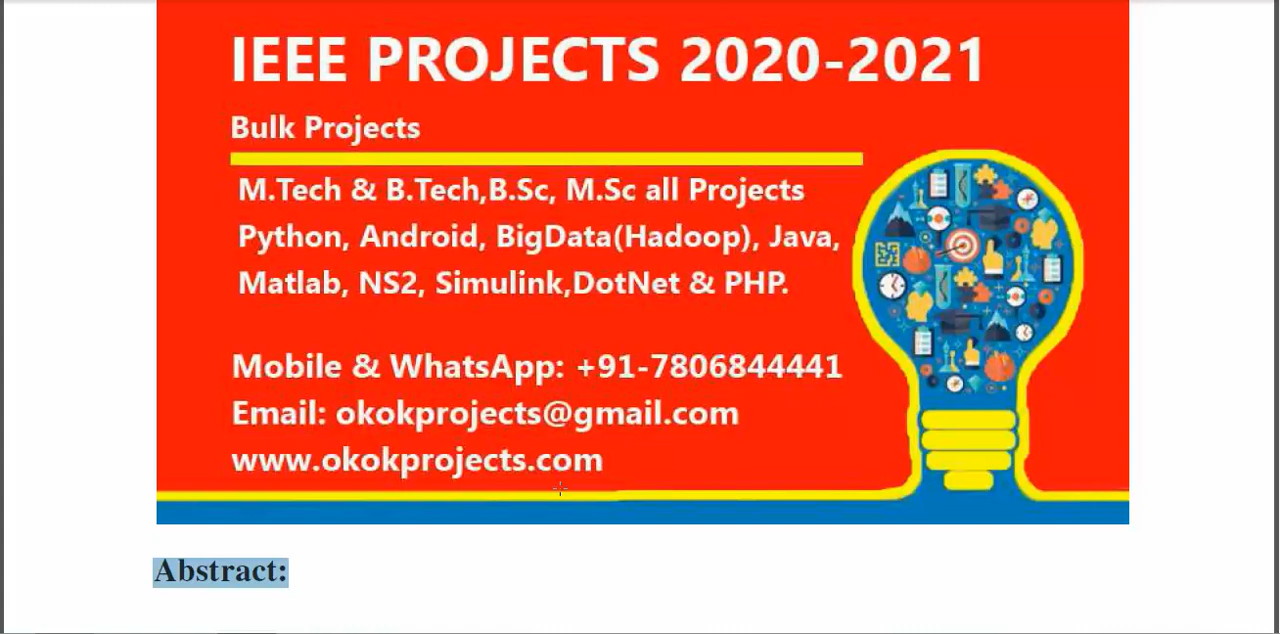 IEEE PROJECTS 2020-2021
Bulk Projects
M.Tech & B.Tech,B.Sc, M.Sc all Projects
Python, Android, BigData(Hadoop), Java,
Matlab, NS2, Simulink,DotNet & PHP.
Mobile & WhatsApp: +91-7806844441
Email: okokprojects@gmail.com
www.okokprojects.com
Abstract: